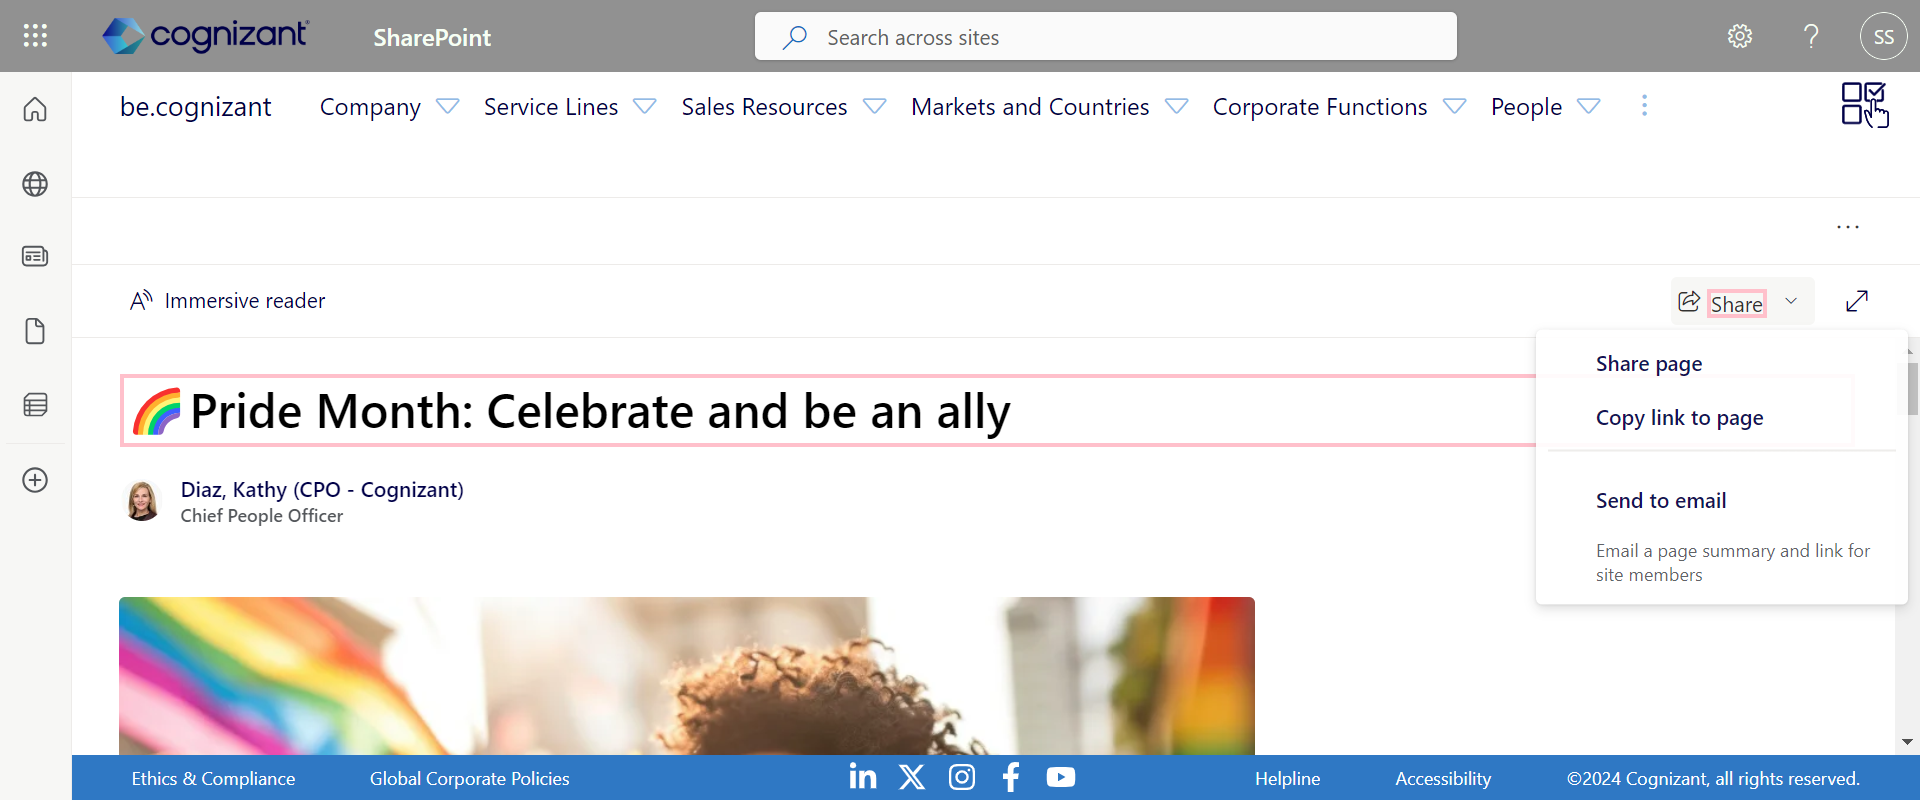 cognizant
SharePoint
Search across sites
SS
be.cognizant
Company
Service Lines
Sales Resources
Markets and Countries
Corporate Functions
People
Immersive reader
Share
Share page
Copy link to page
Send to email
Email a page summary and link for
site members
🌈 Pride Month: Celebrate and be an ally
Diaz, Kathy (CPO - Cognizant)
Chief People Officer
Ethics & Compliance
Global Corporate Policies
Helpline
Accessibility
©2024 Cognizant, all rights reserved.